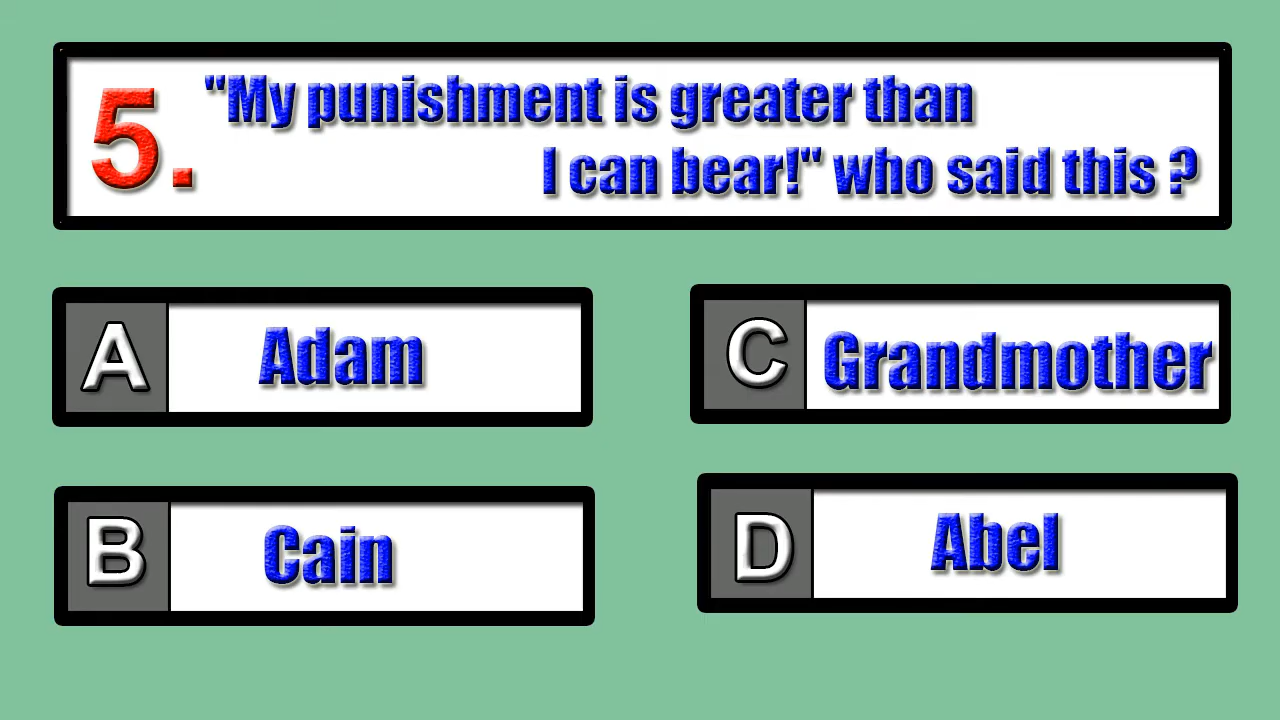 5. "My punishment is greater than
I can bear!" who said this ?
A Adam
C Grandmother
B Cain
D Abel